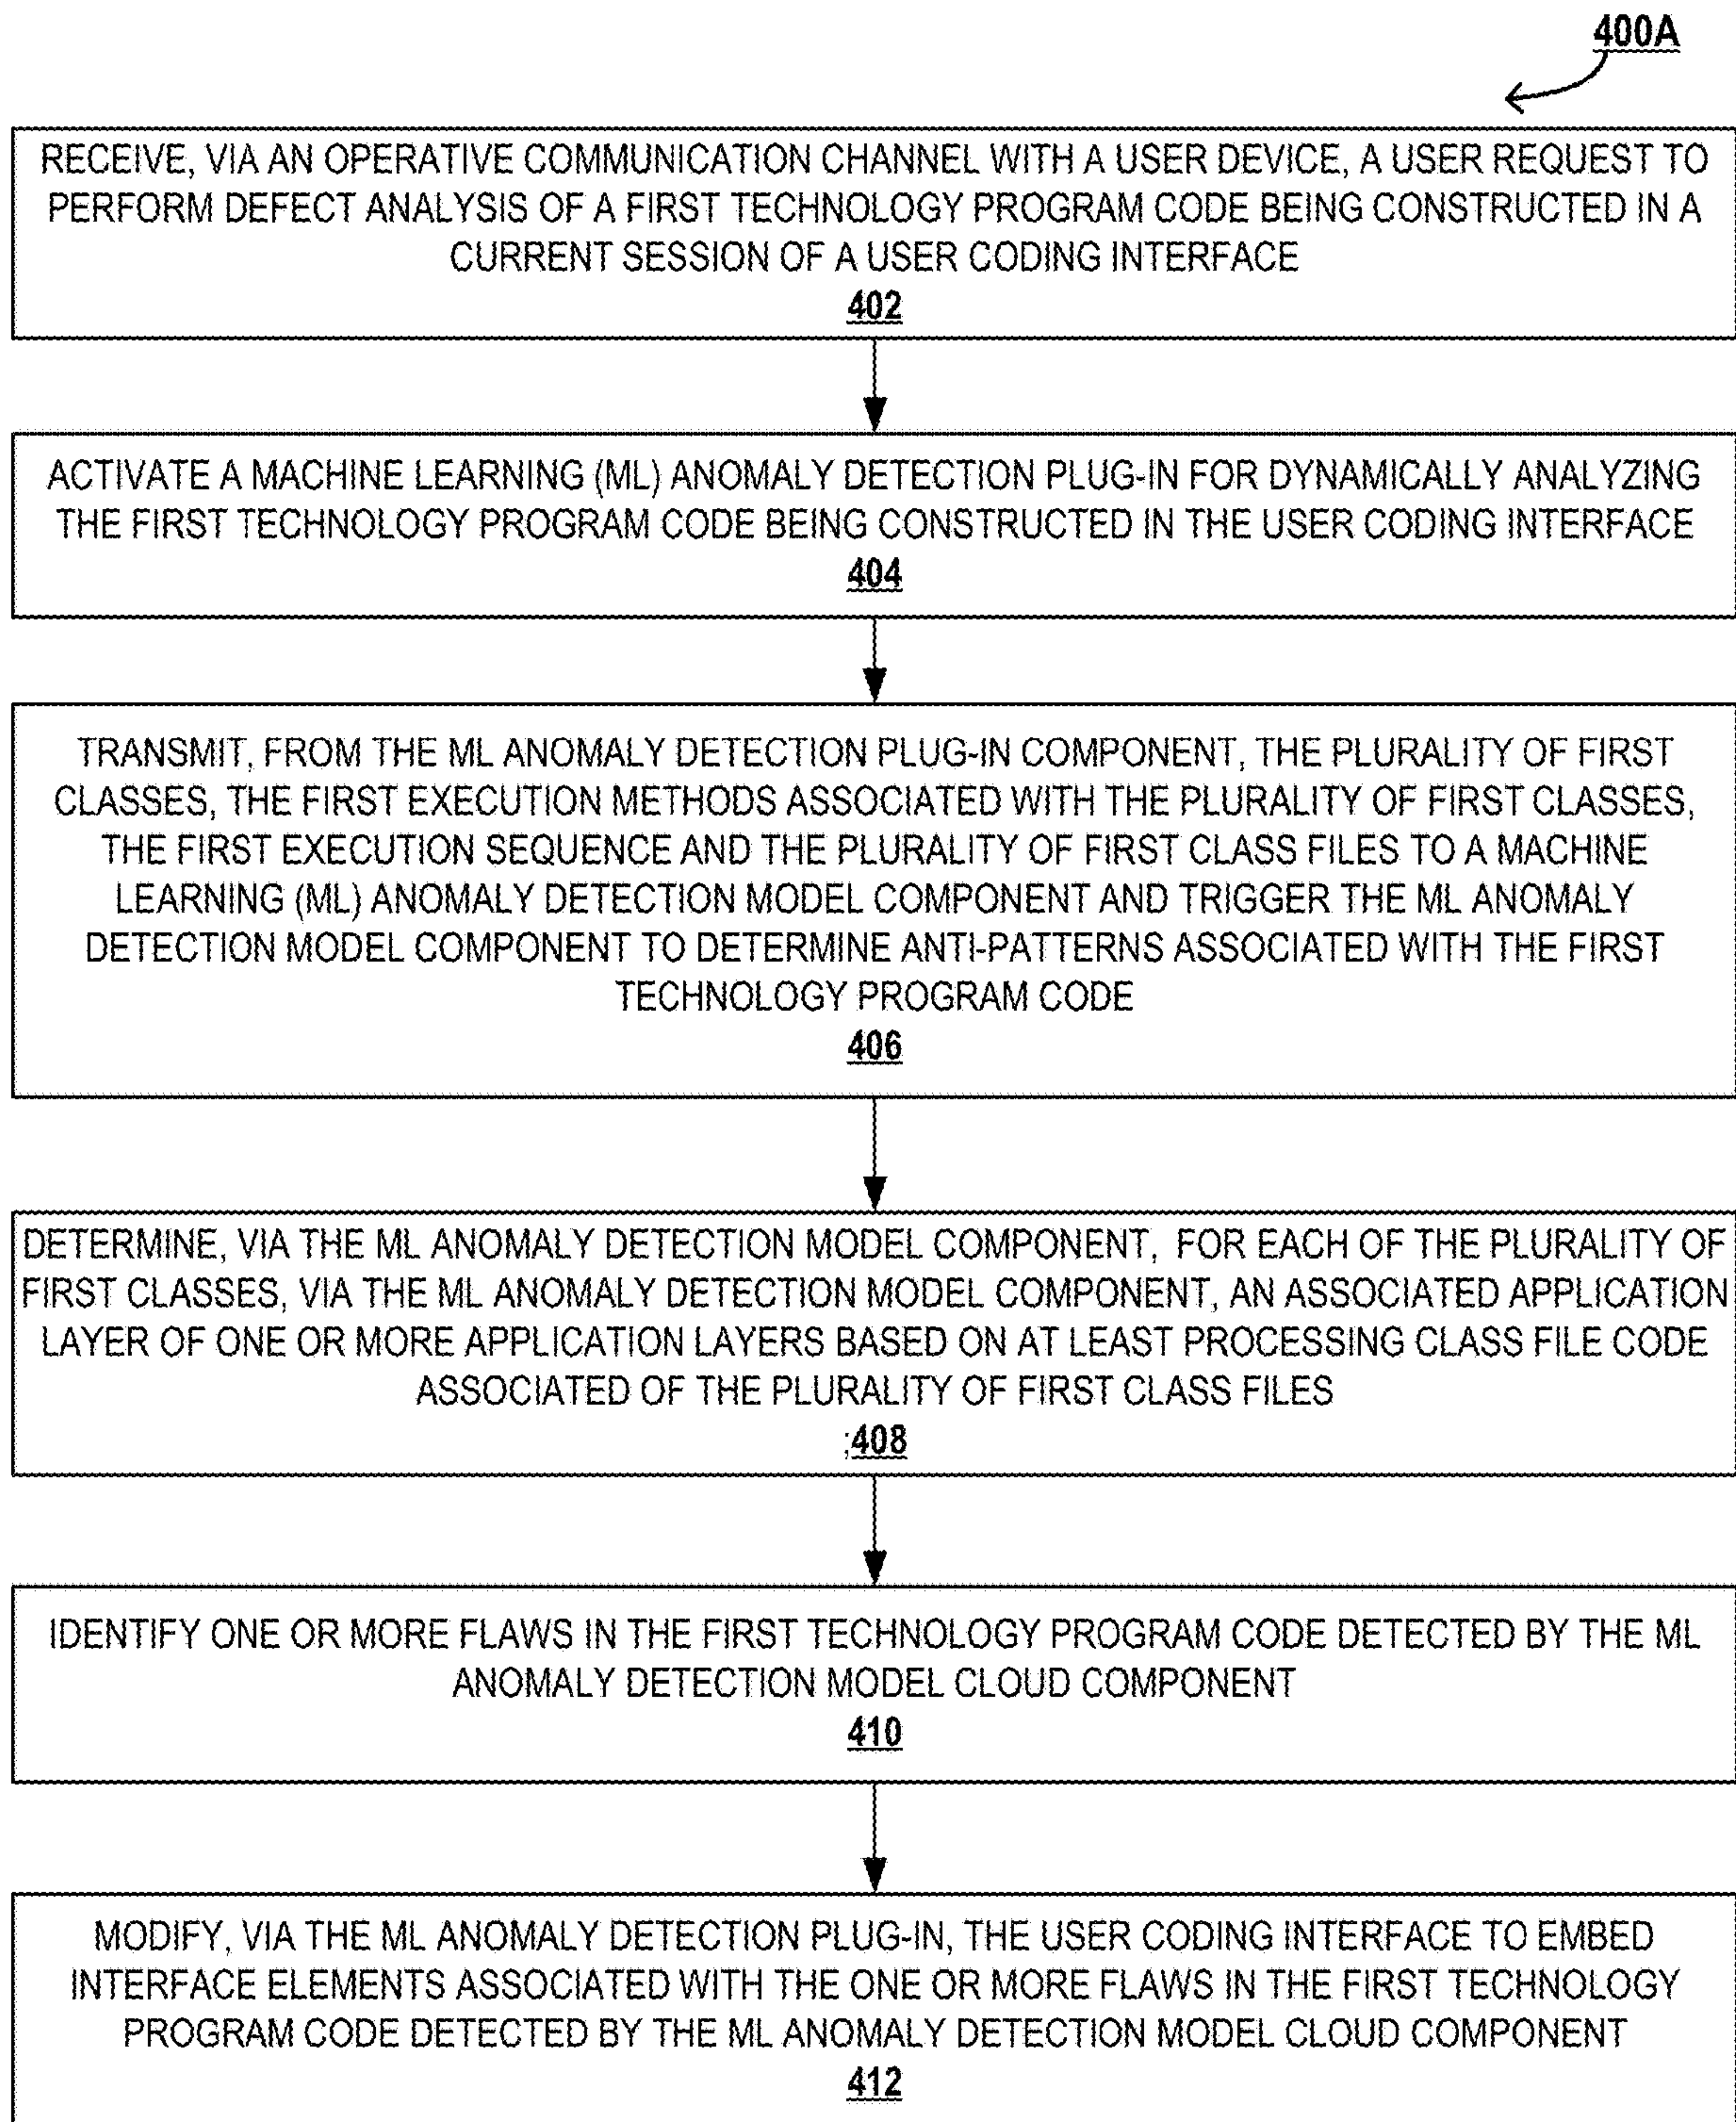 400A
RECEIVE, VIA AN OPERATIVE COMMUNICATION CHANNEL WITH A USER DEVICE, A USER REQUEST TO
PERFORM DEFECT ANALYSIS OF A FIRST TECHNOLOGY PROGRAM CODE BEING CONSTRUCTED IN A
CURRENT SESSION OF A USER CODING INTERFACE
402
ACTIVATE A MACHINE LEARNING (ML) ANOMALY DETECTION PLUG-IN FOR DYNAMICALLY ANALYZING
THE FIRST TECHNOLOGY PROGRAM CODE BEING CONSTRUCTED IN THE USER CODING INTERFACE
404
TRANSMIT, FROM THE ML ANOMALY DETECTION PLUG-IN COMPONENT, THE PLURALITY OF FIRST
CLASSES, THE FIRST EXECUTION METHODS ASSOCIATED WITH THE PLURALITY OF FIRST CLASSES,
THE FIRST EXECUTION SEQUENCE AND THE PLURALITY OF FIRST CLASS FILES TO A MACHINE
LEARNING (ML) ANOMALY DETECTION MODEL COMPONENT AND TRIGGER THE ML ANOMALY
DETECTION MODEL COMPONENT TO DETERMINE ANTI-PATTERNS ASSOCIATED WITH THE FIRST
TECHNOLOGY PROGRAM CODE
406
DETERMINE, VIA THE ML ANOMALY DETECTION MODEL COMPONENT, FOR EACH OF THE PLURALITY OF
FIRST CLASSES, VIA THE ML ANOMALY DETECTION MODEL COMPONENT, AN ASSOCIATED APPLICATION
LAYER OF ONE OR MORE APPLICATION LAYERS BASED ON AT LEAST PROCESSING CLASS FILE CODE
ASSOCIATED OF THE PLURALITY OF FIRST CLASS FILES
;408
IDENTIFY ONE OR MORE FLAWS IN THE FIRST TECHNOLOGY PROGRAM CODE DETECTED BY THE ML
ANOMALY DETECTION MODEL CLOUD COMPONENT
410
MODIFY, VIA THE ML ANOMALY DETECTION PLUG-IN, THE USER CODING INTERFACE TO EMBED
INTERFACE ELEMENTS ASSOCIATED WITH THE ONE OR MORE FLAWS IN THE FIRST TECHNOLOGY
PROGRAM CODE DETECTED BY THE ML ANOMALY DETECTION MODEL CLOUD COMPONENT
412